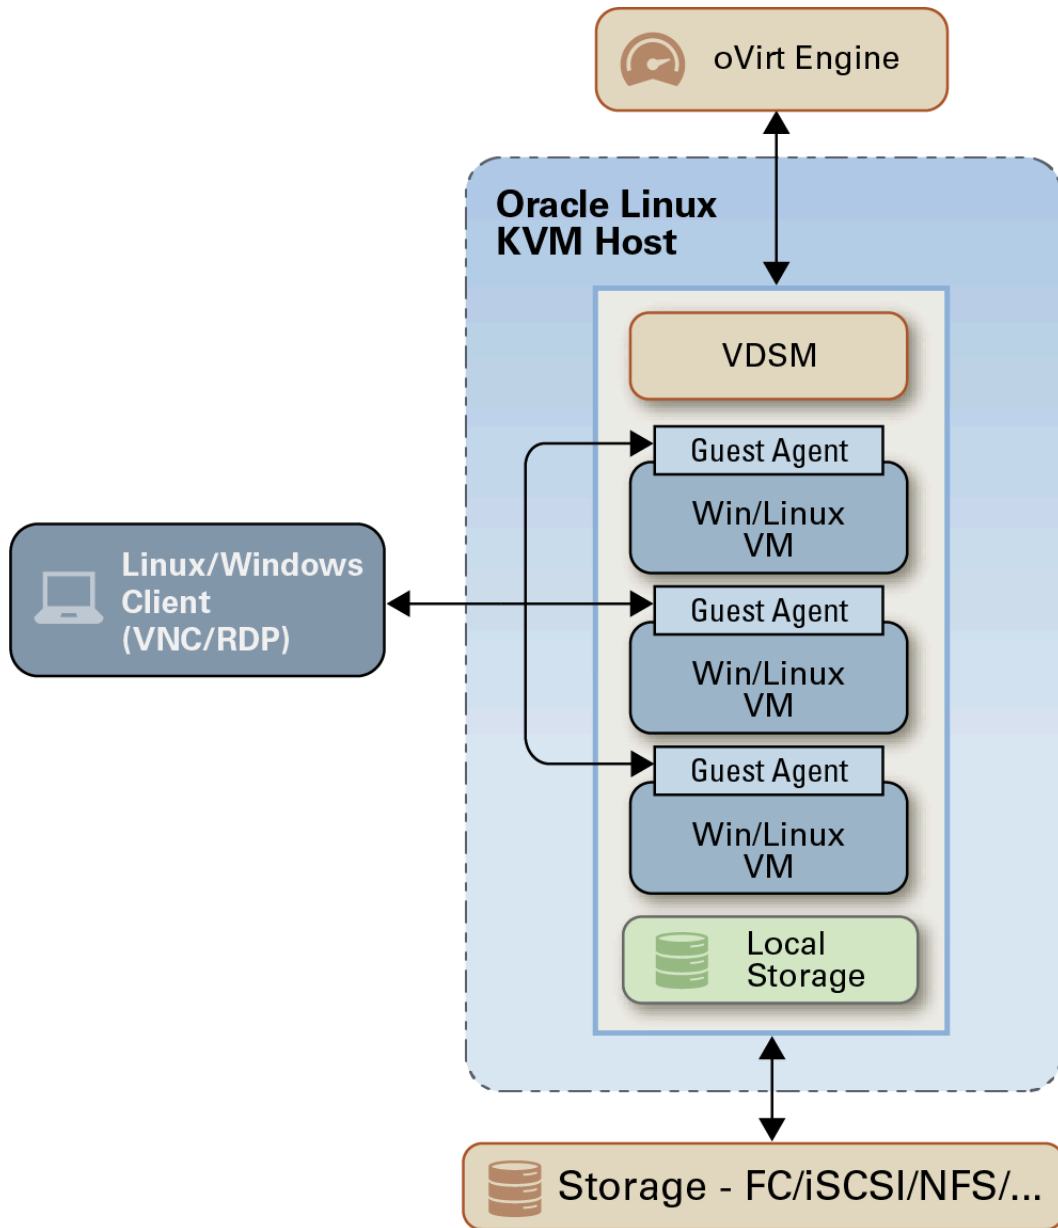 oVirt Engine
Oracle Linux
KVM Host
VDSM
Guest Agent
Win/Linux
VM
Linux/Windows
Client
(VNC/RDP)
Guest Agent
Win/Linux
VM
Guest Agent
Win/Linux
VM
Local
Storage
Storage - FC/iSCSI/NFS/...